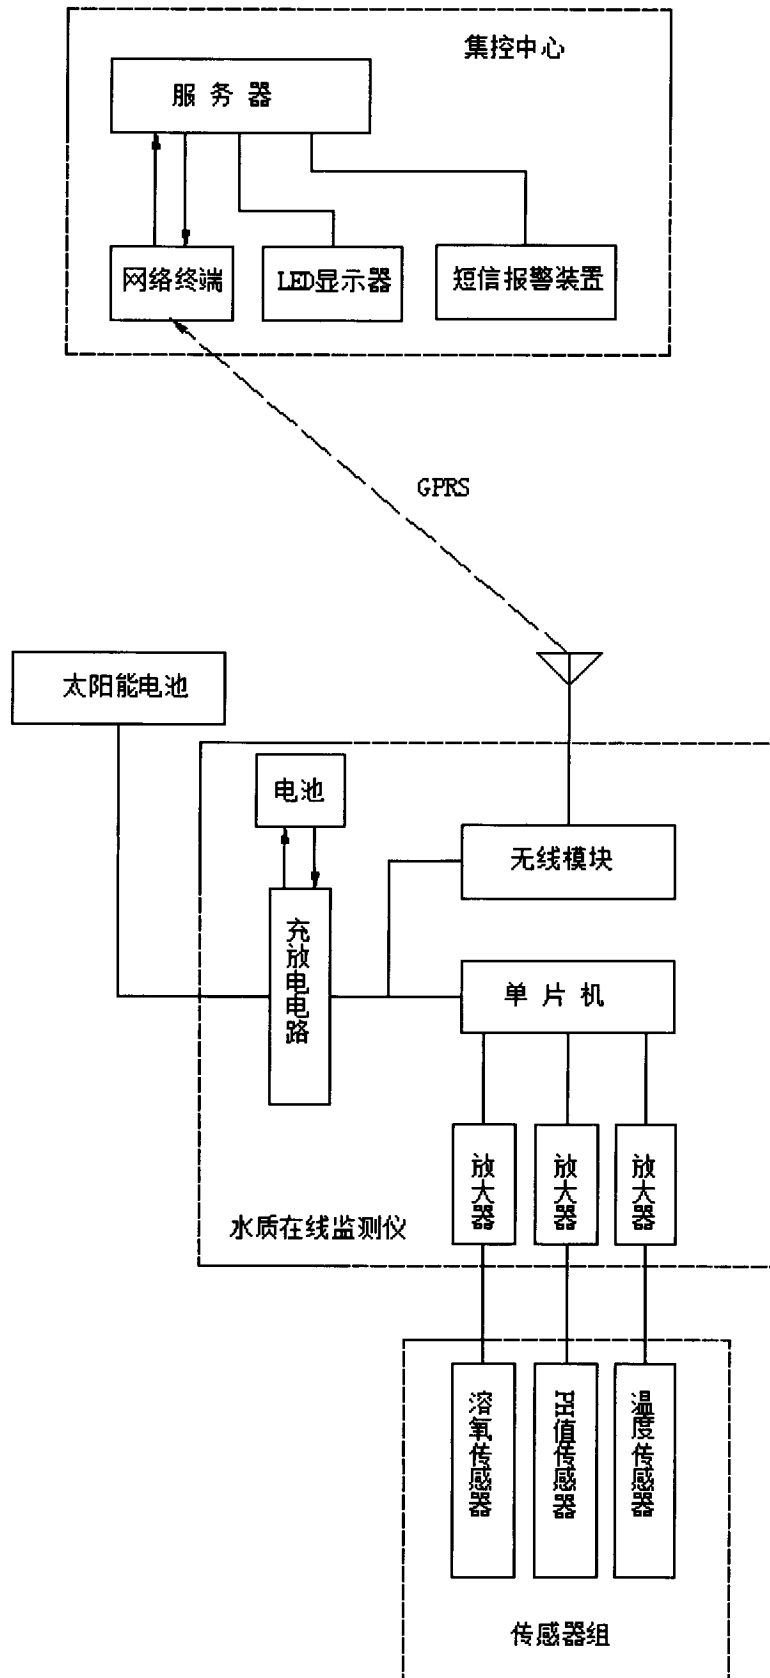 集控中心
服务器
网络终端
LED显示器
短信报警装置
GPRS
太阳能电池
电池
无线模块
充放电电路
单片机
放大器
放大器
放大器
水质在线监测仪
溶氧传感器
PH值传感器
温度传感器
传感器组